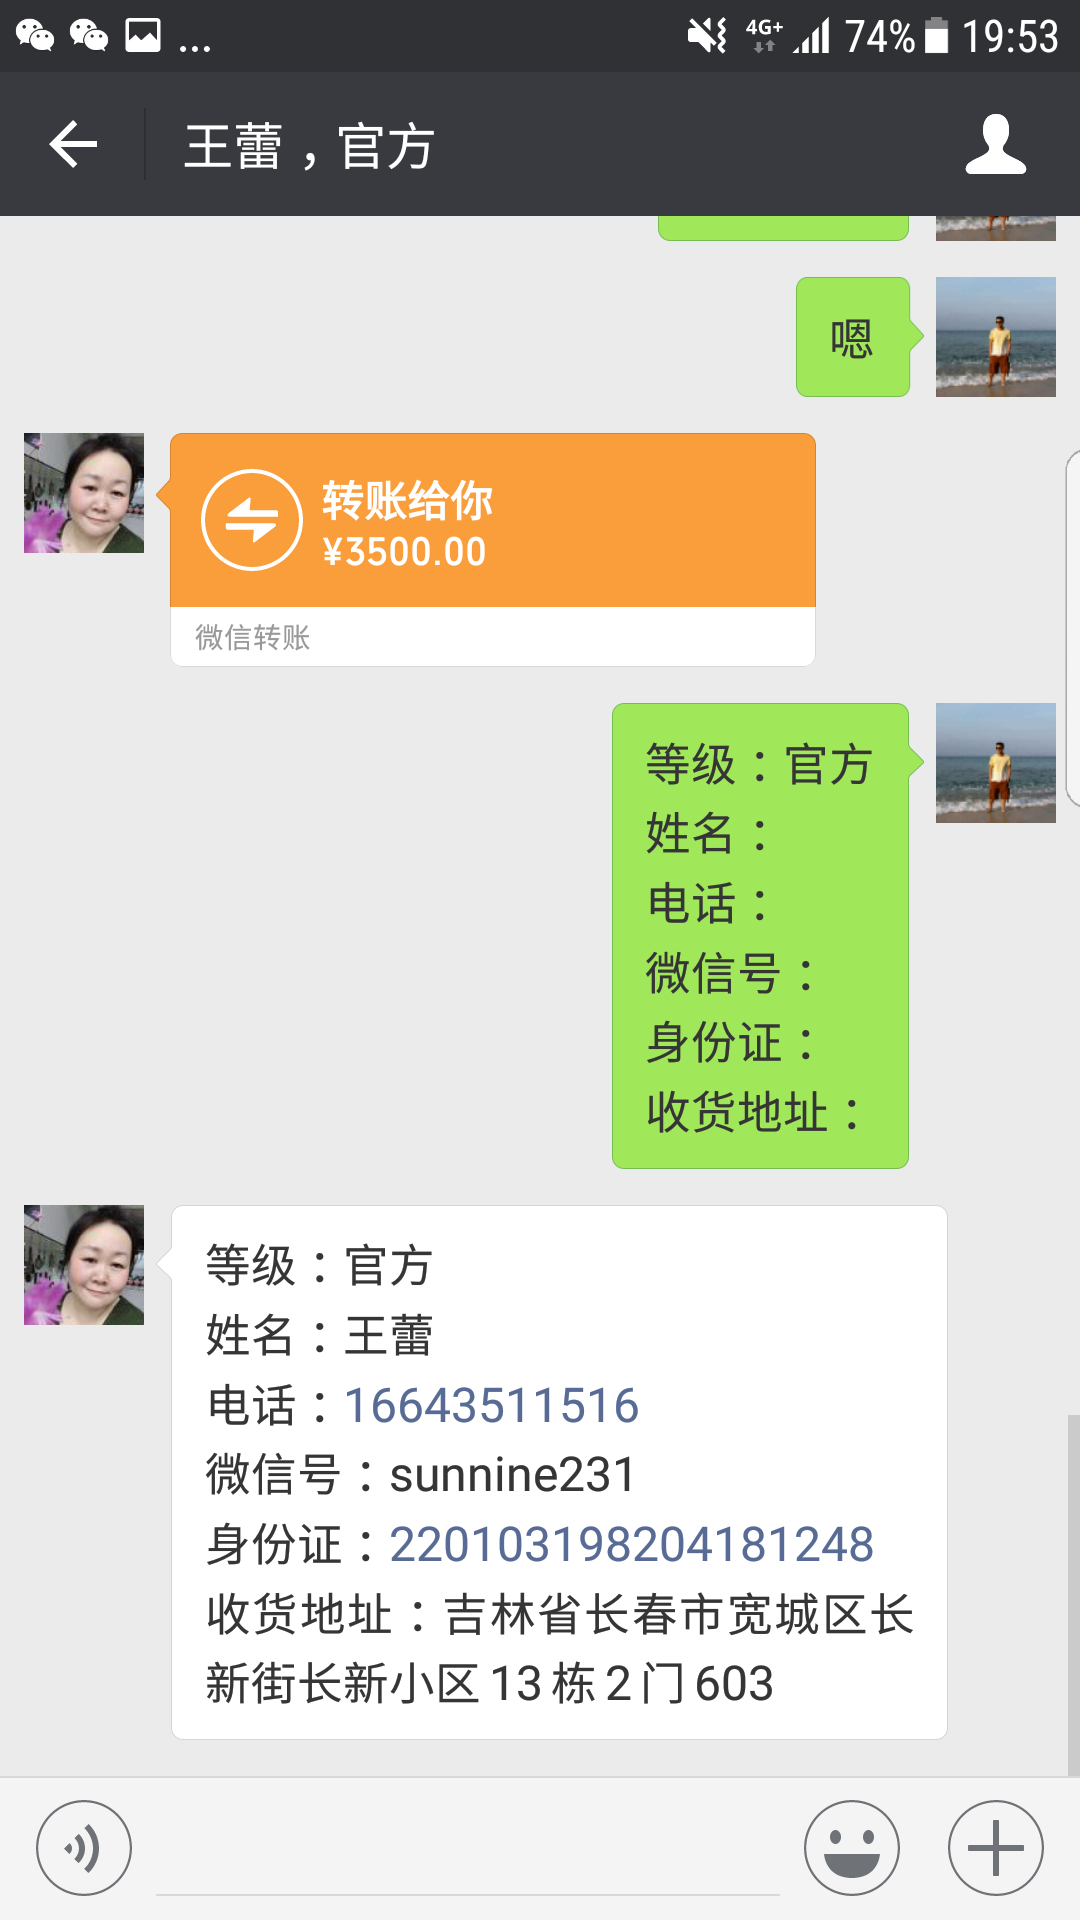 ... 4G+ 74% 19:53
王蕾，官方
嗯
转账给你
¥3500.00
微信转账
等级：官方
姓名：
电话：
微信号：
身份证：
收货地址：
等级：官方
姓名：王蕾
电话：16643511516
微信号：sunnine231
身份证：220103198204181248
收货地址：吉林省长春市宽城区长
新街长新小区13栋2门603